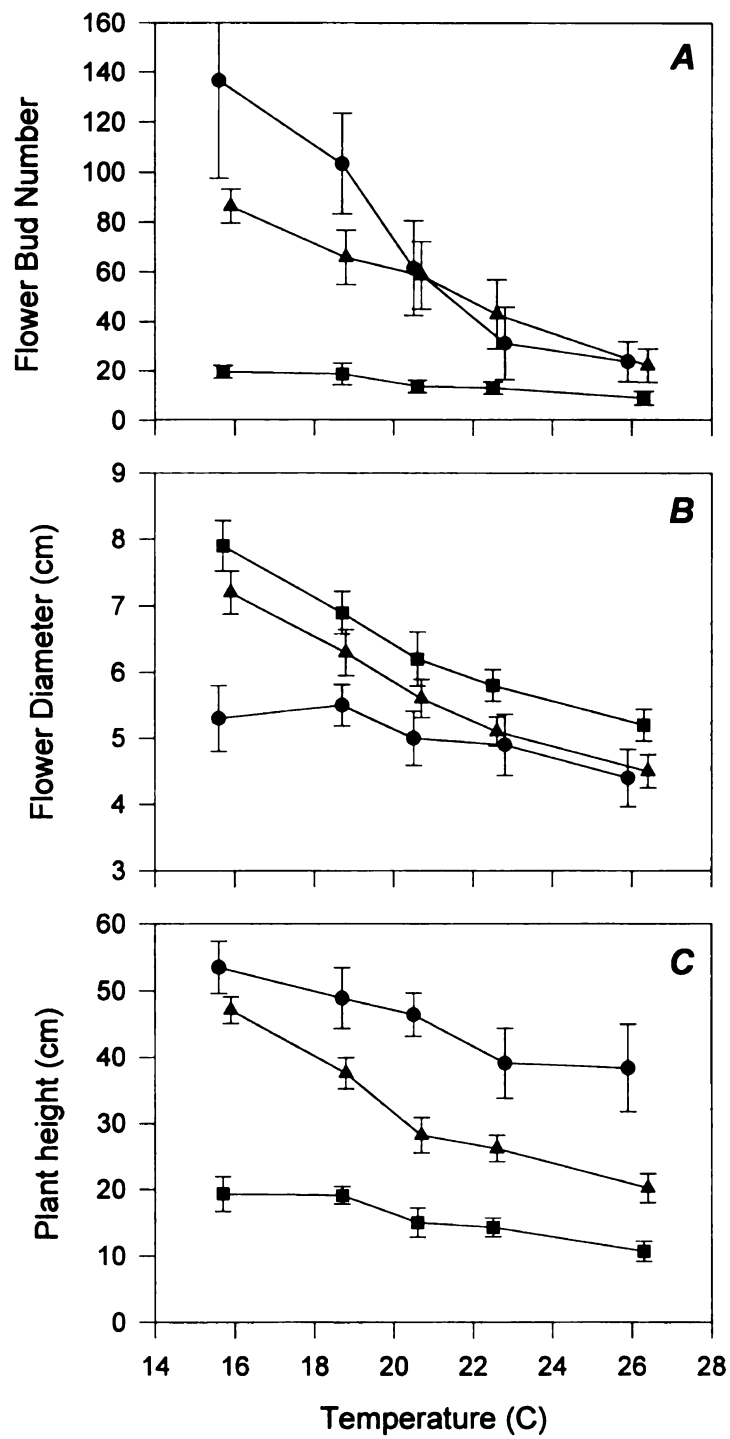 A
160
140
120
100
80
60
40
20
0
Flower Bud Number
B
9
8
7
6
5
4
3
Flower Diameter (cm)
C
60
50
40
30
20
10
0
Plant height (cm)
14 16 18 20 22 24 26 28
Temperature (C)